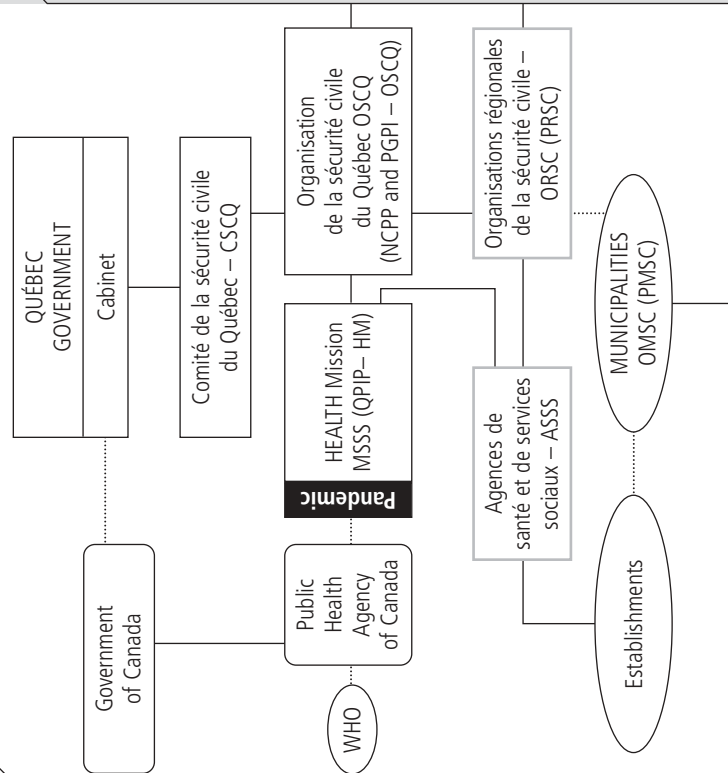 QUÉBEC
GOVERNMENT
Cabinet
Government
of Canada
Comité de la sécurité civile
du Québec – CSCQ
WHO
Public
Health
Agency
of Canada
Pandemic
HEALTH Mission
MSSS (QPIP– HM)
Organisation
de la sécurité civile
du Québec OSCQ
(NCPP and PGPI – OSCQ)
Agences de
santé et de services
sociaux – ASSS
Organisations régionales
de la sécurité civile –
ORSC (PRSC)
Establishments
MUNICIPALITIES
OMSC (PMSC)